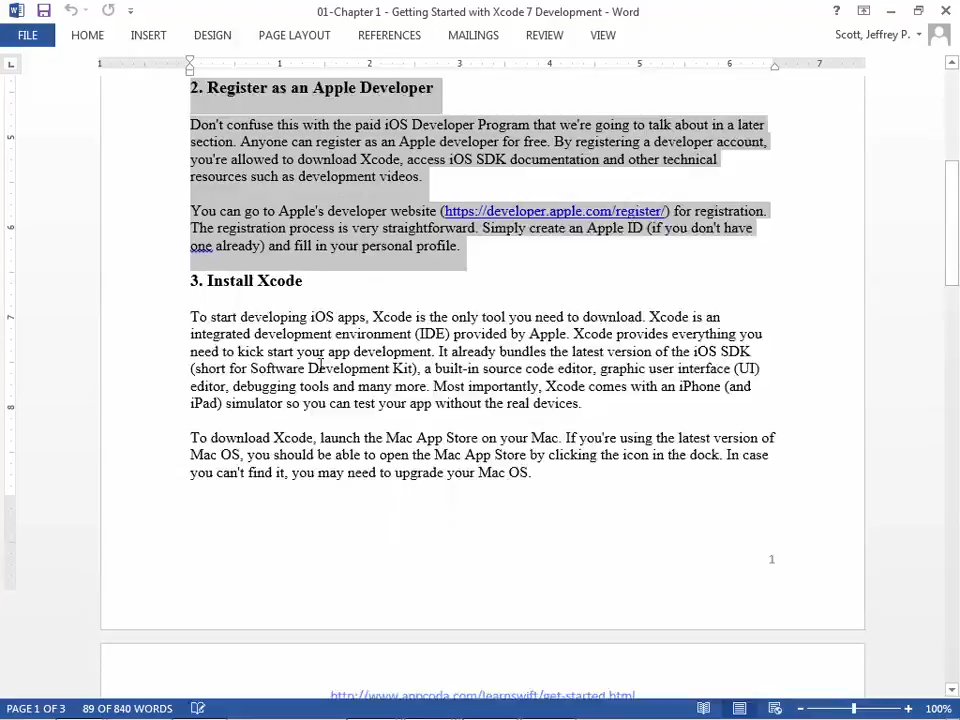 01-Chapter 1 - Getting Started with Xcode 7 Development - Word
?
FILE HOME INSERT DESIGN PAGE LAYOUT REFERENCES MAILINGS REVIEW VIEW Scott, Jeffrey P.
1 1 2 3 4 5 6 7
2. Register as an Apple Developer
Don't confuse this with the paid iOS Developer Program that we're going to talk about in a later
section. Anyone can register as an Apple developer for free. By registering a developer account,
you're allowed to download Xcode, access iOS SDK documentation and other technical
resources such as development videos.
You can go to Apple's developer website (https://developer.apple.com/register/) for registration.
The registration process is very straightforward. Simply create an Apple ID (if you don't have
one already) and fill in your personal profile.
3. Install Xcode
To start developing iOS apps, Xcode is the only tool you need to download. Xcode is an
integrated development environment (IDE) provided by Apple. Xcode provides everything you
need to kick start your app development. It already bundles the latest version of the iOS SDK
(short for Software Development Kit), a built-in source code editor, graphic user interface (UI)
editor, debugging tools and many more. Most importantly, Xcode comes with an iPhone (and
iPad) simulator so you can test your app without the real devices.
To download Xcode, launch the Mac App Store on your Mac. If you're using the latest version of
Mac OS, you should be able to open the Mac App Store by clicking the icon in the dock. In case
you can't find it, you may need to upgrade your Mac OS.
1
http://www.appcoda.com/learnswift/get-started.html
5
6
7
8
PAGE 1 OF 3 89 OF 840 WORDS 100%